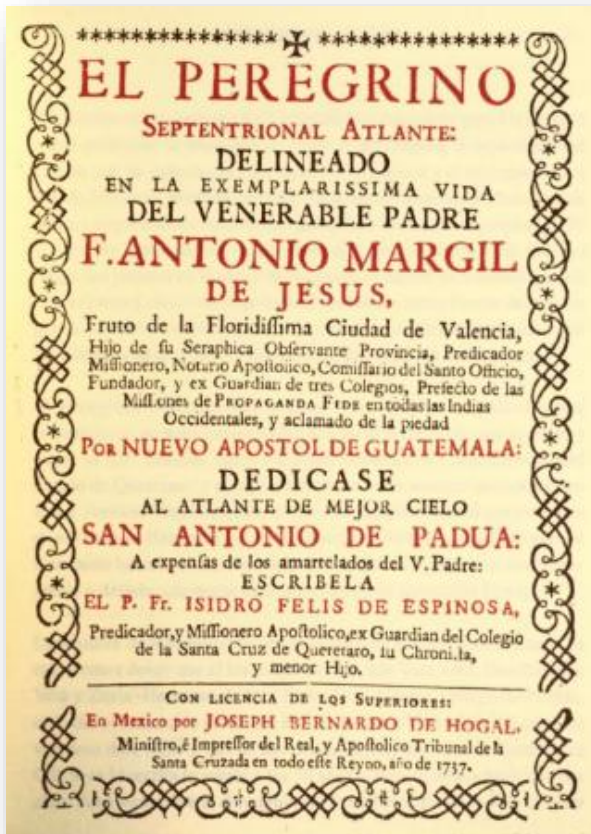 EL PEREGRINO
SEPTENTRIONAL ATLANTE:
DELINEADO
EN LA EXEMPLARISSIMA VIDA
DEL VENERABLE PADRE
F. ANTONIO MARGIL
DE JESUS,
Fruto de la Floridiſſima Ciudad de Valencia,
Hijo de ſu Seraphica Obſervante Provincia, Predicador
Miſſionero, Notario Apoſtolico, Comiſſario del Santo Officio,
Fundador, y ex Guardian de tres Colegios, Prefecto de las
Miſſiones de PROPAGANDA FIDE en todas las Indias
Occidentales, y aclamado de la piedad
POR NUEVO APOSTOL DE GUATEMALA:
DEDICASE
AL ATLANTE DE MEJOR CIELO
SAN ANTONIO DE PADUA:
A expenſas de los amartelados del V. Padre:
ESCRIBELA
EL P. Fr. ISIDRO FELIS DE ESPINOSA,
Predicador, y Miſſionero Apoſtolico, ex Guardian del Colegio
de la Santa Cruz de Queretaro, ſu Chroniſta,
y menor Hijo.
CON LICENCIA DE LOS SUPERIORES:
En Mexico por JOSEPH BERNARDO DE HOGAL,
Miniſtro, è Impreſſor del Real, y Apoſtolico Tribunal de la
Santa Cruzada en todo eſte Reyno, año de 1737.